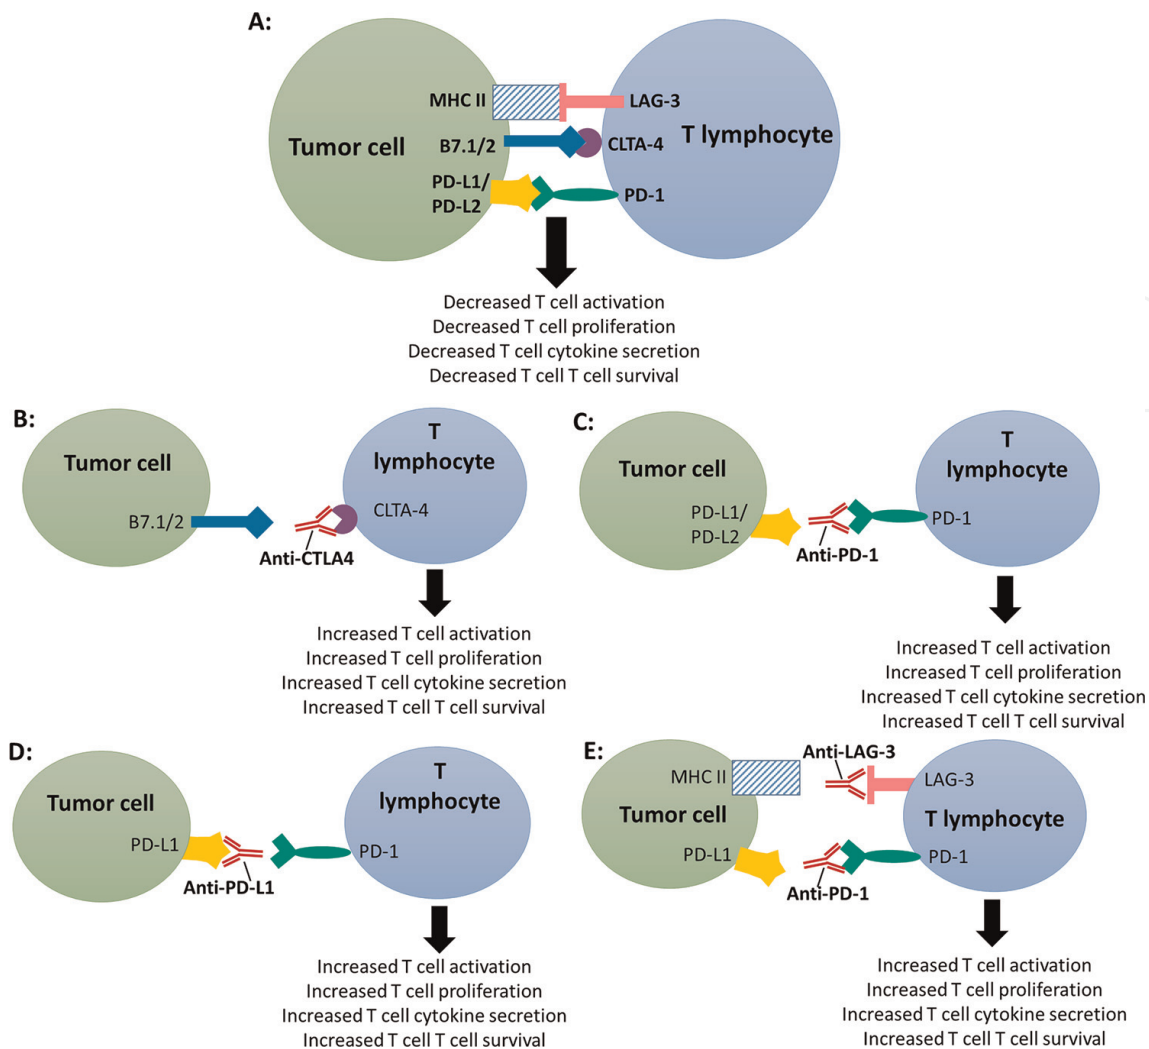 A:
MHC II
LAG-3
Tumor cell
T lymphocyte
B7.1/2
CLTA-4
PD-L1/
PD-L2
PD-1
Decreased T cell activation
Decreased T cell proliferation
Decreased T cell cytokine secretion
Decreased T cell T cell survival
B:
Tumor cell
T
lymphocyte
B7.1/2
CLTA-4
Anti-CTLA4
Increased T cell activation
Increased T cell proliferation
Increased T cell cytokine secretion
Increased T cell T cell survival
C:
Tumor cell
T
lymphocyte
PD-L1/
PD-L2
PD-1
Anti-PD-1
Increased T cell activation
Increased T cell proliferation
Increased T cell cytokine secretion
Increased T cell T cell survival
D:
Tumor cell
T
lymphocyte
PD-L1
PD-1
Anti-PD-L1
Increased T cell activation
Increased T cell proliferation
Increased T cell cytokine secretion
Increased T cell T cell survival
E:
Anti-LAG-3
MHC II
LAG-3
Tumor cell
T lymphocyte
PD-L1
PD-1
Anti-PD-1
Increased T cell activation
Increased T cell proliferation
Increased T cell cytokine secretion
Increased T cell T cell survival